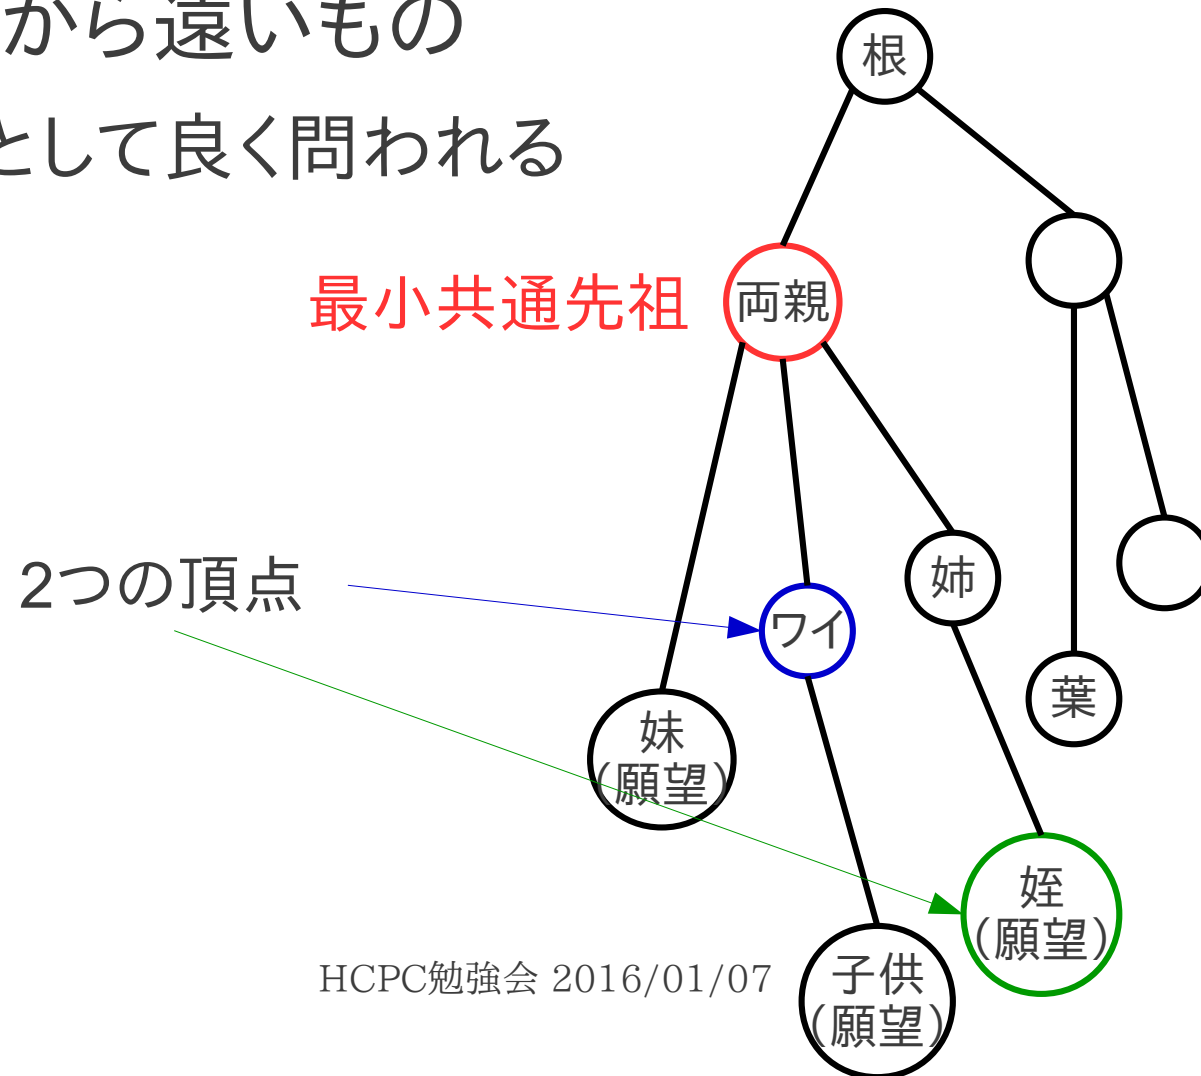 から遠いもの
として良く問われる
根
最小共通先祖
両親
2つの頂点
ワイ
姉
葉
妹
(願望)
姪
(願望)
子供
(願望)
HCPC勉強会 2016/01/07